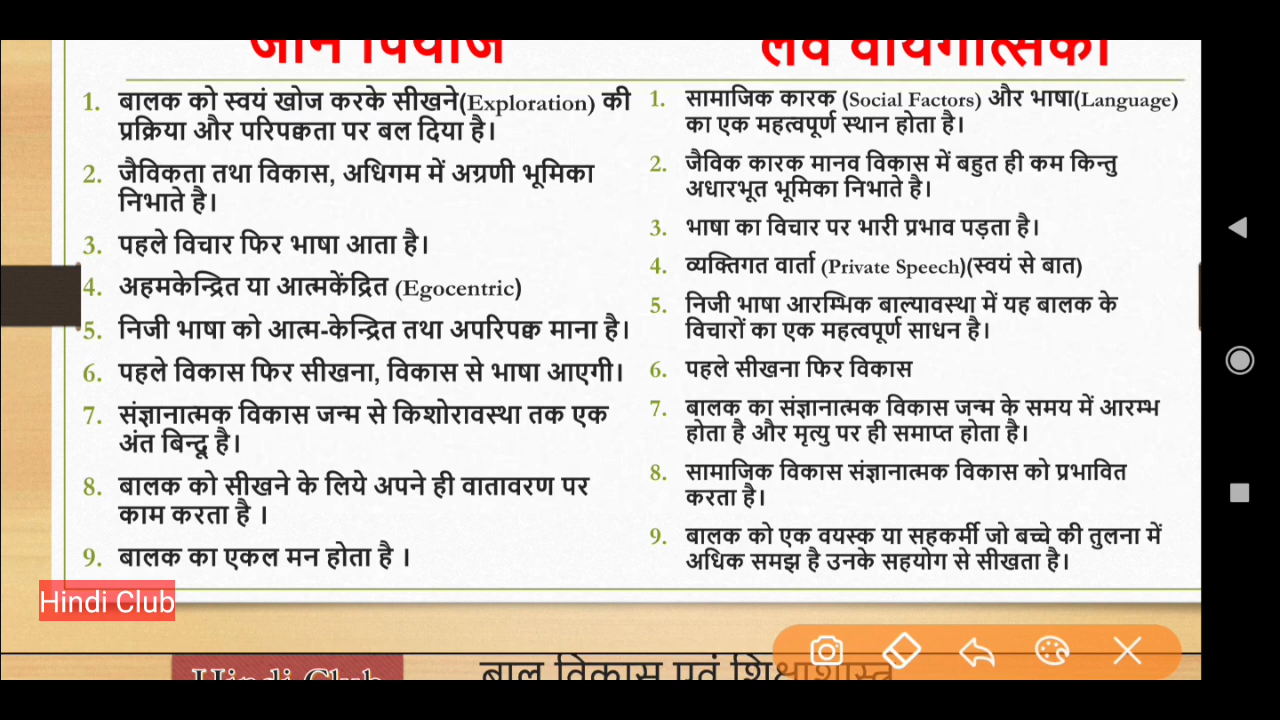 जीन पियाजे
लेव वायगोत्सकी
1. बालक को स्वयं खोज करके सीखने(Exploration) की
प्रक्रिया और परिपक्वता पर बल दिया है।
2. जैविकता तथा विकास, अधिगम में अग्रणी भूमिका
निभाते है।
3. पहले विचार फिर भाषा आता है।
4. अहमकेन्द्रित या आत्मकेंद्रित (Egocentric)
5. निजी भाषा को आत्म-केन्द्रित तथा अपरिपक्व माना है।
6. पहले विकास फिर सीखना, विकास से भाषा आएगी।
7. संज्ञानात्मक विकास जन्म से किशोरावस्था तक एक
अंत बिन्दू है।
8. बालक को सीखने के लिये अपने ही वातावरण पर
काम करता है ।
9. बालक का एकल मन होता है ।
1. सामाजिक कारक (Social Factors) और भाषा(Language)
का एक महत्वपूर्ण स्थान होता है।
2. जैविक कारक मानव विकास में बहुत ही कम किन्तु
अधारभूत भूमिका निभाते है।
3. भाषा का विचार पर भारी प्रभाव पड़ता है।
4. व्यक्तिगत वार्ता (Private Speech)(स्वयं से बात)
5. निजी भाषा आरम्भिक बाल्यावस्था में यह बालक के
विचारों का एक महत्वपूर्ण साधन है।
6. पहले सीखना फिर विकास
7. बालक का संज्ञानात्मक विकास जन्म के समय में आरम्भ
होता है और मृत्यु पर ही समाप्त होता है।
8. सामाजिक विकास संज्ञानात्मक विकास को प्रभावित
करता है।
9. बालक को एक वयस्क या सहकर्मी जो बच्चे की तुलना में
अधिक समझ है उनके सहयोग से सीखता है।
Hindi Club
Hindi Club
बाल विकास एवं शिक्षाशास्त्र